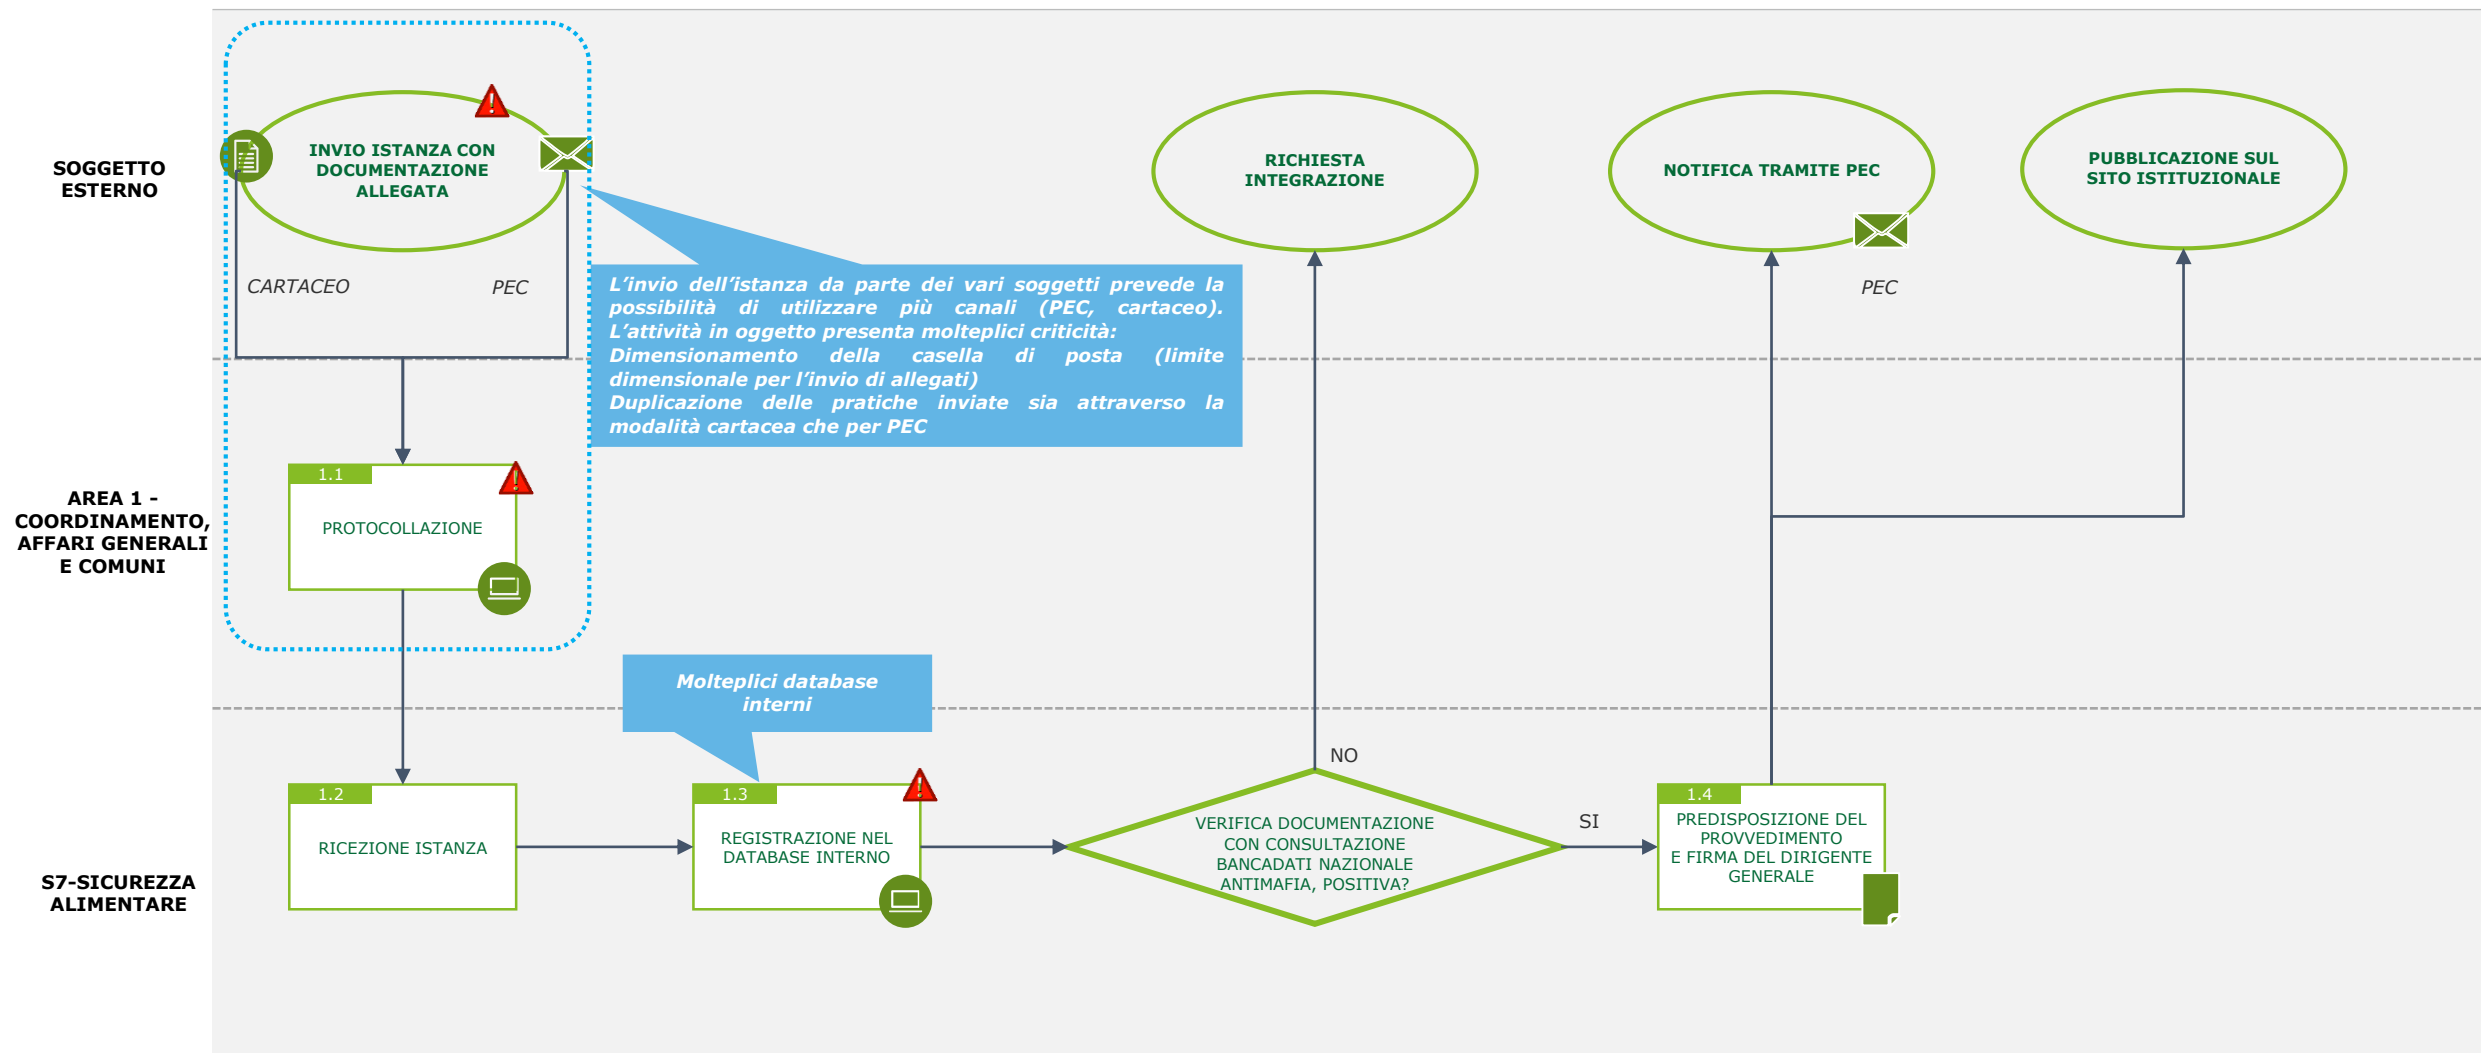 SOGGETTO
ESTERNO
INVIO ISTANZA CON
DOCUMENTAZIONE
ALLEGATA
CARTACEO
PEC
RICHIESTA
INTEGRAZIONE
NOTIFICA TRAMITE PEC
PEC
PUBBLICAZIONE SUL
SITO ISTITUZIONALE
L’invio dell’istanza da parte dei vari soggetti prevede la
possibilità di utilizzare più canali (PEC, cartaceo).
L’attività in oggetto presenta molteplici criticità:
Dimensionamento della casella di posta (limite
dimensionale per l’invio di allegati)
Duplicazione delle pratiche inviate sia attraverso la
modalità cartacea che per PEC
AREA 1 -
COORDINAMENTO,
AFFARI GENERALI
E COMUNI
1.1
PROTOCOLLAZIONE
Molteplici database
interni
S7-SICUREZZA
ALIMENTARE
1.2
RICEZIONE ISTANZA
1.3
REGISTRAZIONE NEL
DATABASE INTERNO
NO
VERIFICA DOCUMENTAZIONE
CON CONSULTAZIONE
BANCADATI NAZIONALE
ANTIMAFIA, POSITIVA?
SI
1.4
PREDISPOSIZIONE DEL
PROVVEDIMENTO
E FIRMA DEL DIRIGENTE
GENERALE